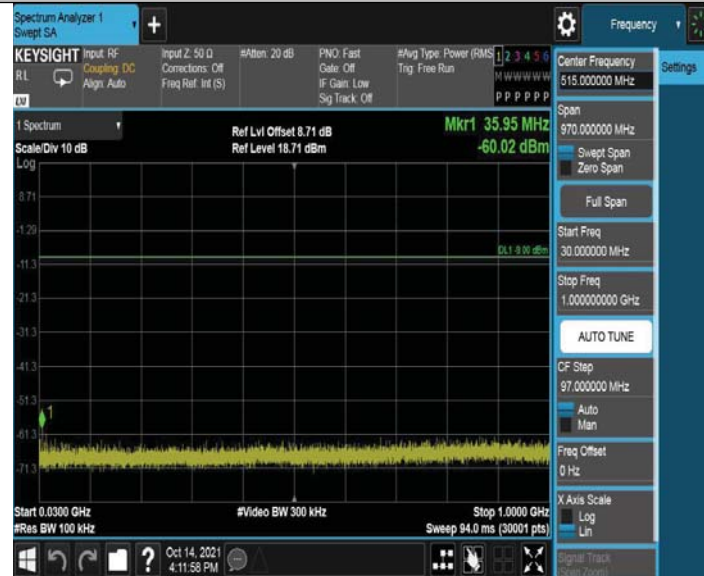 Spectrum Analyzer 1
Swept SA
+
Frequency
KEYSIGHT
RL
LXI
Input: RF
Coupling: DC
Align: Auto
Input Z: 50 Ω
Corrections: Off
Freq Ref: Int (S)
#Atten: 20 dB
PNO: Fast
Gate: Off
IF Gain: Low
Sig Track: Off
#Avg Type: Power (RMS
Trig: Free Run
1 2 3 4 5 6
M W W W W W
P P P P P P
1 Spectrum
Scale/Div 10 dB
Log
Ref Lvl Offset 8.71 dB
Ref Level 18.71 dBm
Mkr1 35.95 MHz
-60.02 dBm
8.71
-1.29
-11.3
-21.3
-31.3
-41.3
-51.3
-61.3
-71.3
DL1 -9.00 dBm
1
Start 0.0300 GHz
#Res BW 100 kHz
#Video BW 300 kHz
Stop 1.0000 GHz
Sweep 94.0 ms (30001 pts)
?
Oct 14, 2021
4:11:58 PM
Center Frequency
515.000000 MHz
Settings
Span
970.000000 MHz
Swept Span
Zero Span
Full Span
Start Freq
30.000000 MHz
Stop Freq
1.000000000 GHz
AUTO TUNE
CF Step
97.000000 MHz
Auto
Man
Freq Offset
0 Hz
X Axis Scale
Log
Lin
Signal Track
(Span Zoom)